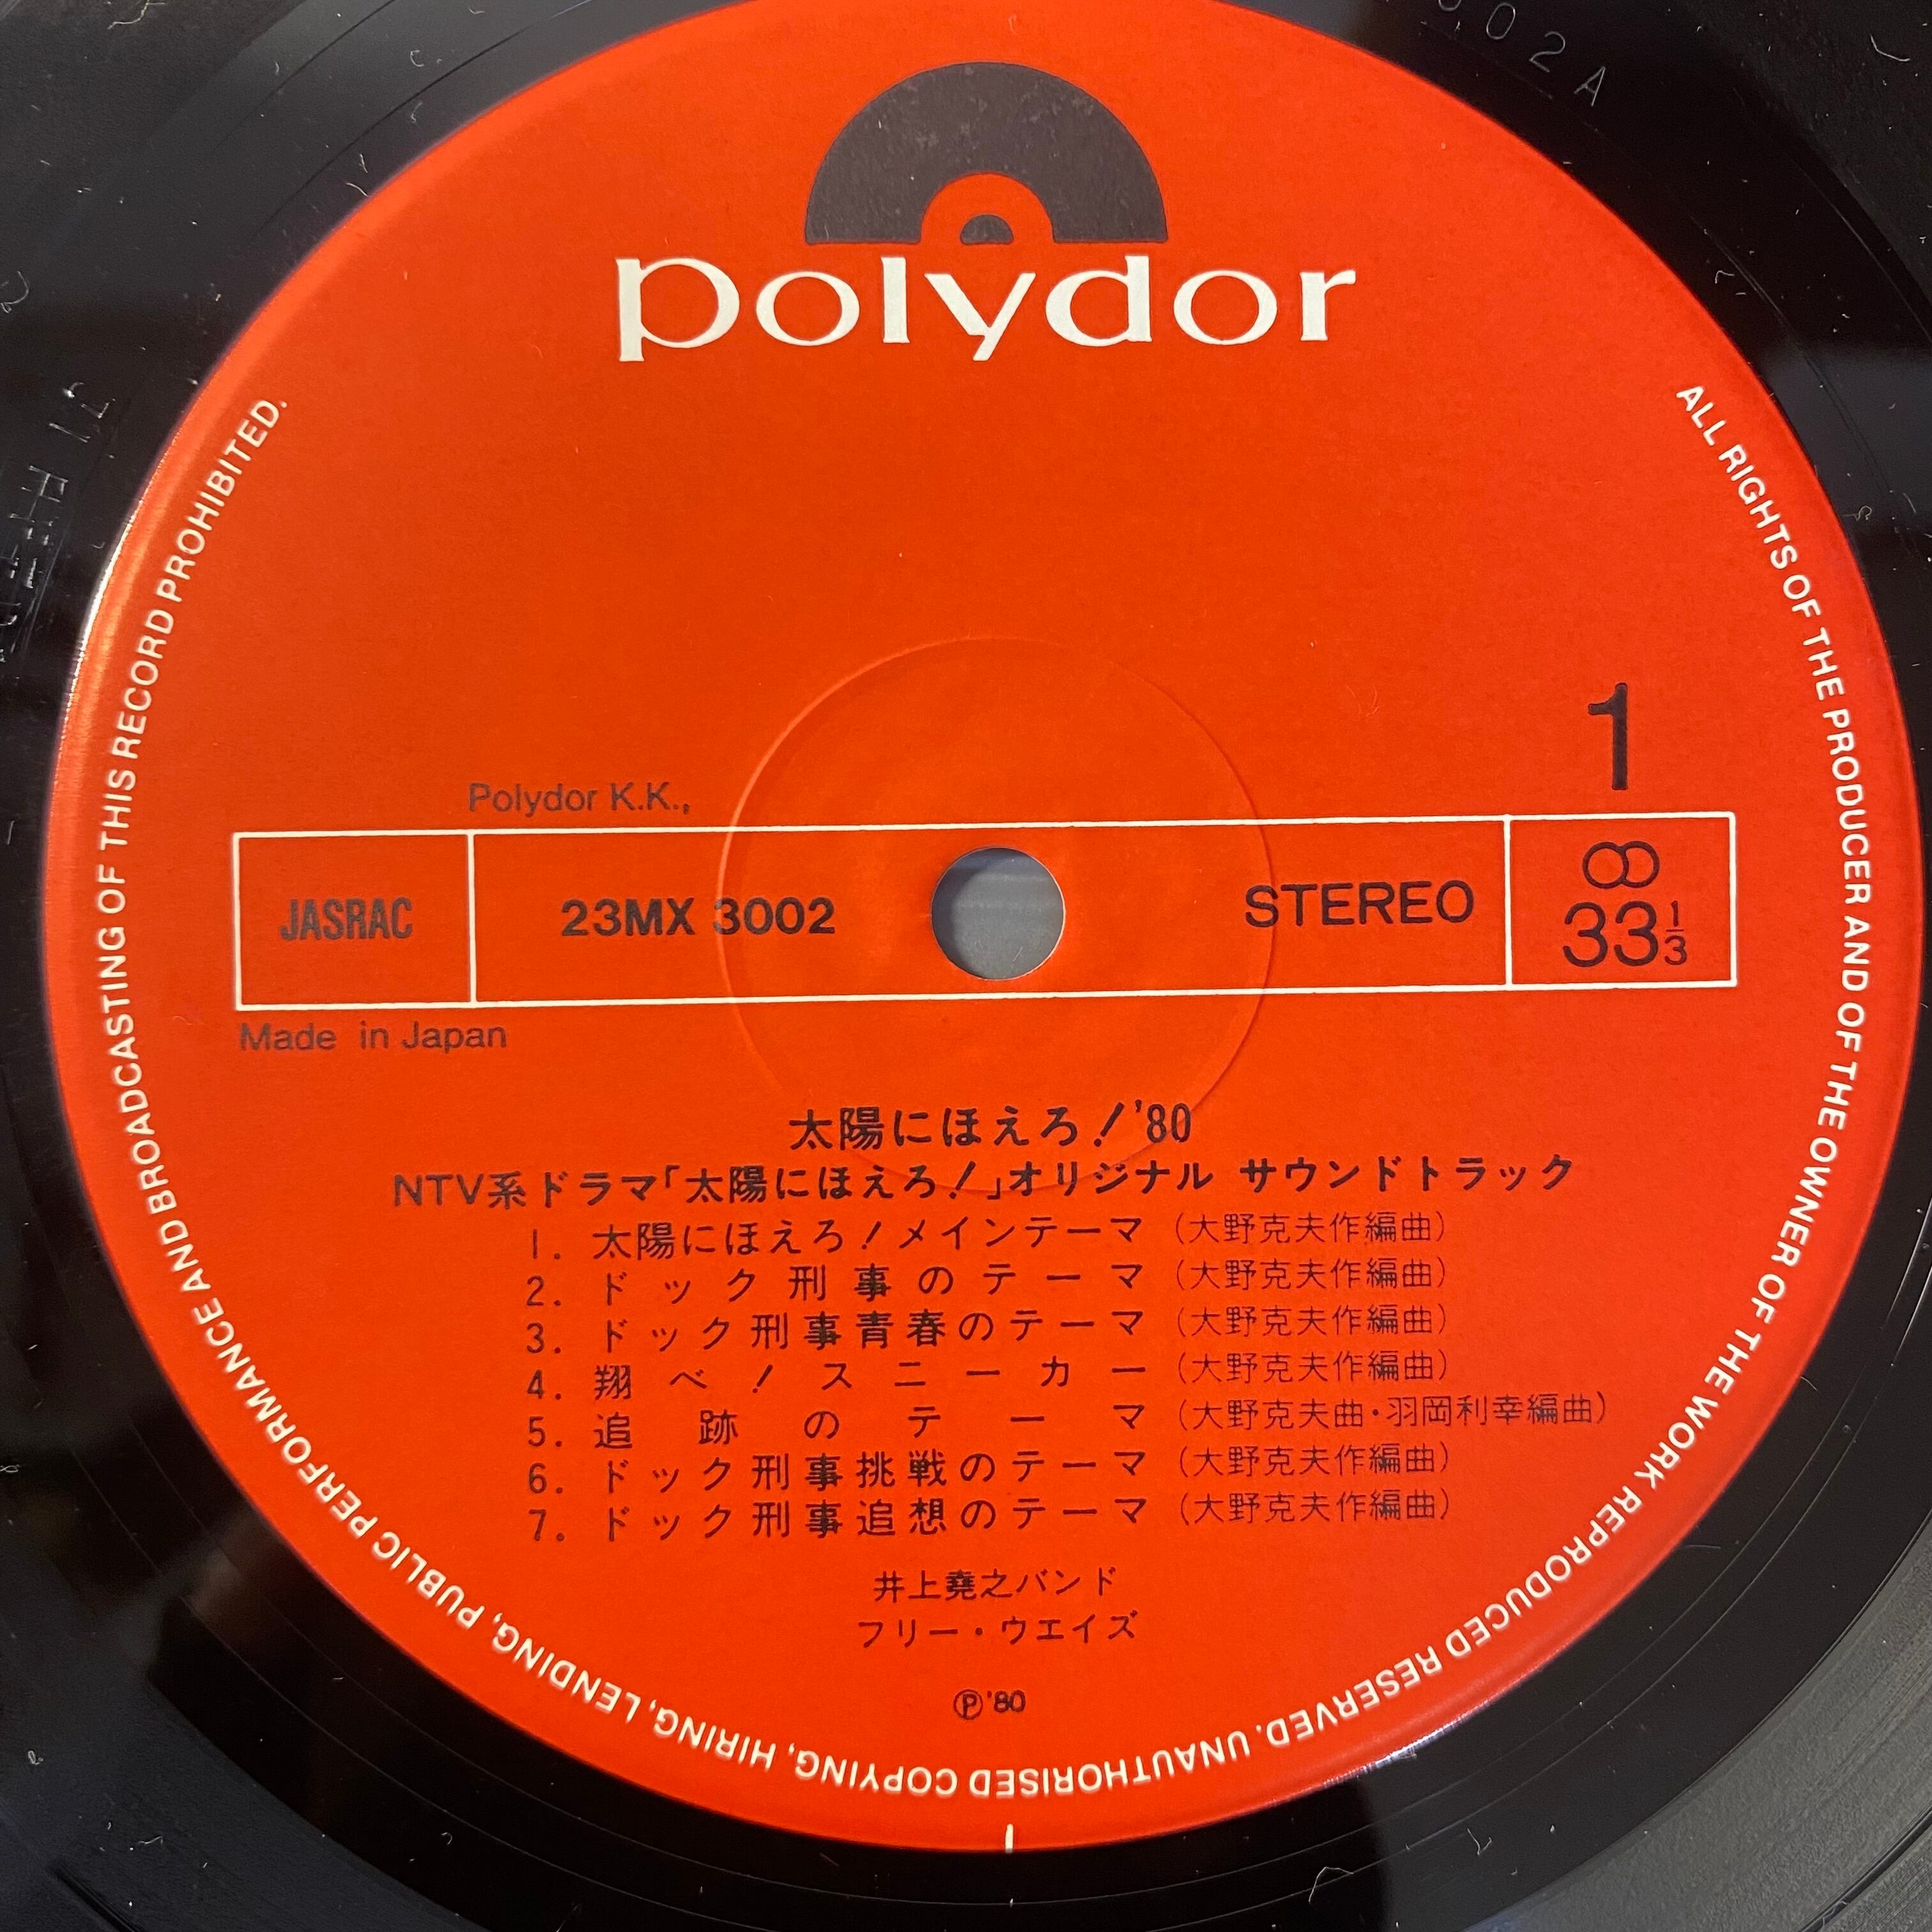 polydor
1
Polydor K.K.,
JASRAC
23MX 3002
STEREO
33 1/3
Made in Japan
太陽にほえろ!'80
NTV系ドラマ「太陽にほえろ!」オリジナル サウンドトラック
1. 太陽にほえろ!メインテーマ (大野克夫作編曲)
2. ドック刑事のテーマ (大野克夫作編曲)
3. ドック刑事青春のテーマ (大野克夫作編曲)
4. 翔べ!スニーカー (大野克夫作編曲)
5. 追跡のテーマ (大野克夫曲・羽岡利幸編曲)
6. ドック刑事挑戦のテーマ (大野克夫作編曲)
7. ドック刑事追想のテーマ (大野克夫作編曲)
井上堯之バンド
フリー・ウエイズ
Ⓟ'80
ALL RIGHTS OF THE PRODUCER AND OF THE OWNER OF THE WORK REPRODUCED RESERVED. UNAUTHORISED COPYING, HIRING, LENDING, PUBLIC PERFORMANCE AND BROADCASTING OF THIS RECORD PROHIBITED.
02A